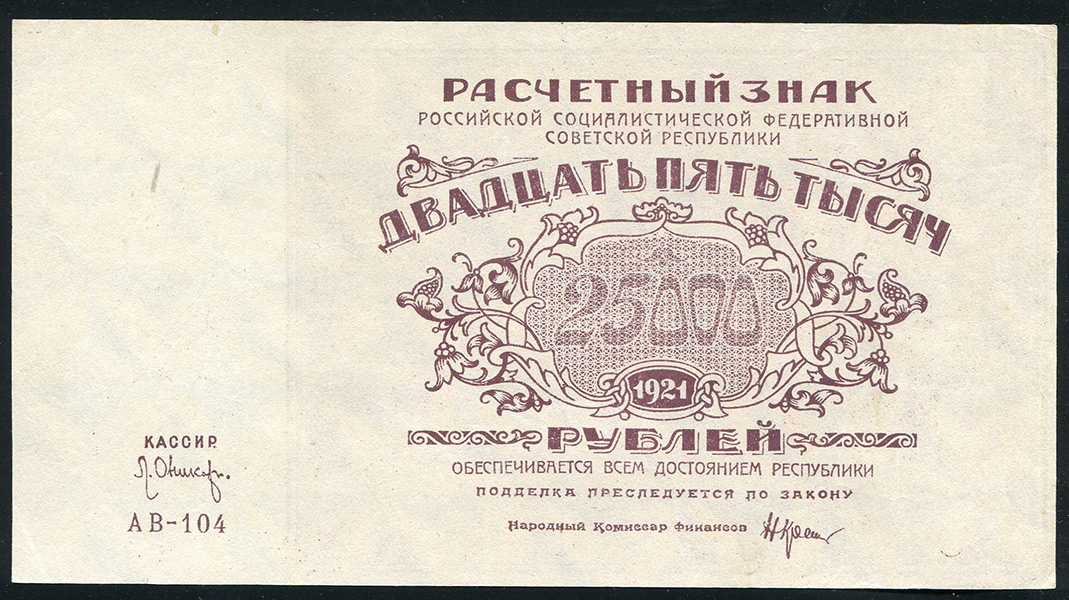 РАСЧЕТНЫЙ ЗНАК
РОССИЙСКОЙ СОЦИАЛИСТИЧЕСКОЙ ФЕДЕРАТИВНОЙ
СОВЕТСКОЙ РЕСПУБЛИКИ
ДВАДЦАТЬ ПЯТЬ ТЫСЯЧ
25000
1921
РУБЛЕЙ
ОБЕСПЕЧИВАЕТСЯ ВСЕМ ДОСТОЯНИЕМ РЕСПУБЛИКИ
ПОДДЕЛКА ПРЕСЛЕДУЕТСЯ ПО ЗАКОНУ
Народный Комиссар Финансов
КАССИР
АВ-104